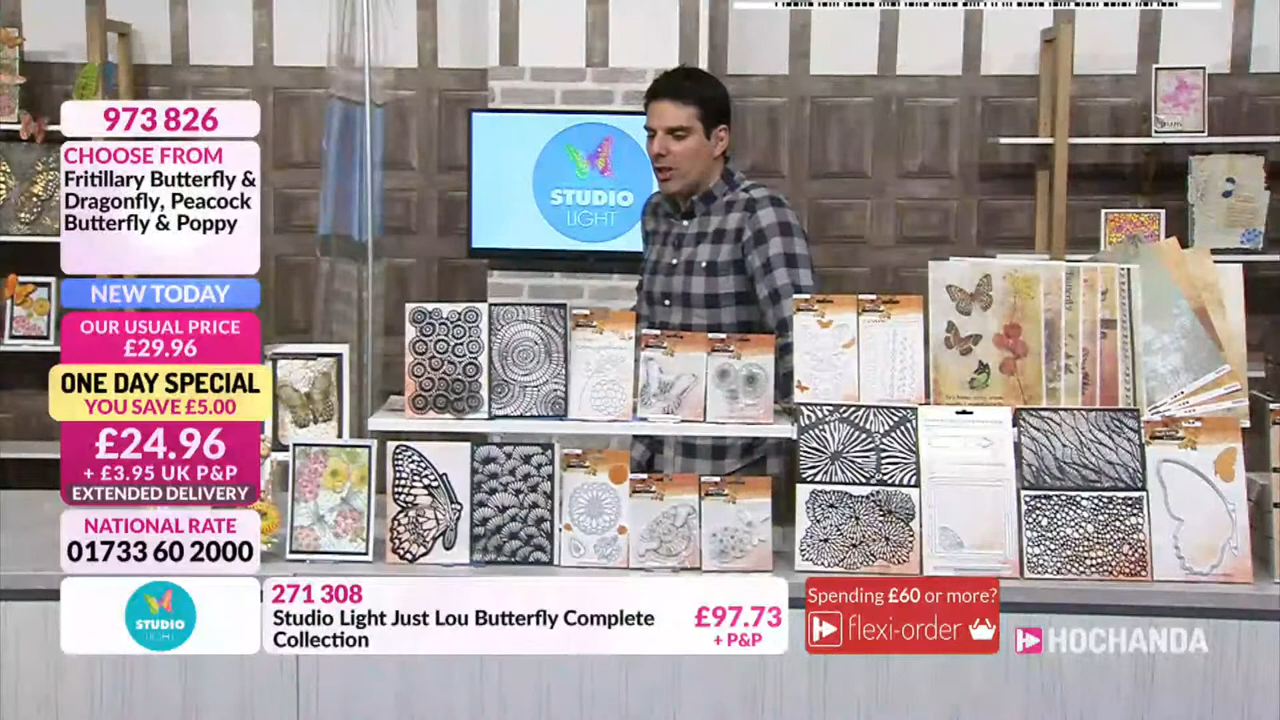 973 826
CHOOSE FROM
Fritillary Butterfly &
Dragonfly, Peacock
Butterfly & Poppy
NEW TODAY
OUR USUAL PRICE
£29.96
ONE DAY SPECIAL
YOU SAVE £5.00
£24.96
+ £3.95 UK P&P
EXTENDED DELIVERY
NATIONAL RATE
01733 60 2000
STUDIO
LIGHT
STUDIO
LIGHT
271 308
Studio Light Just Lou Butterfly Complete
Collection
£97.73
+ P&P
Spending £60 or more?
flexi-order
HOCHANDA